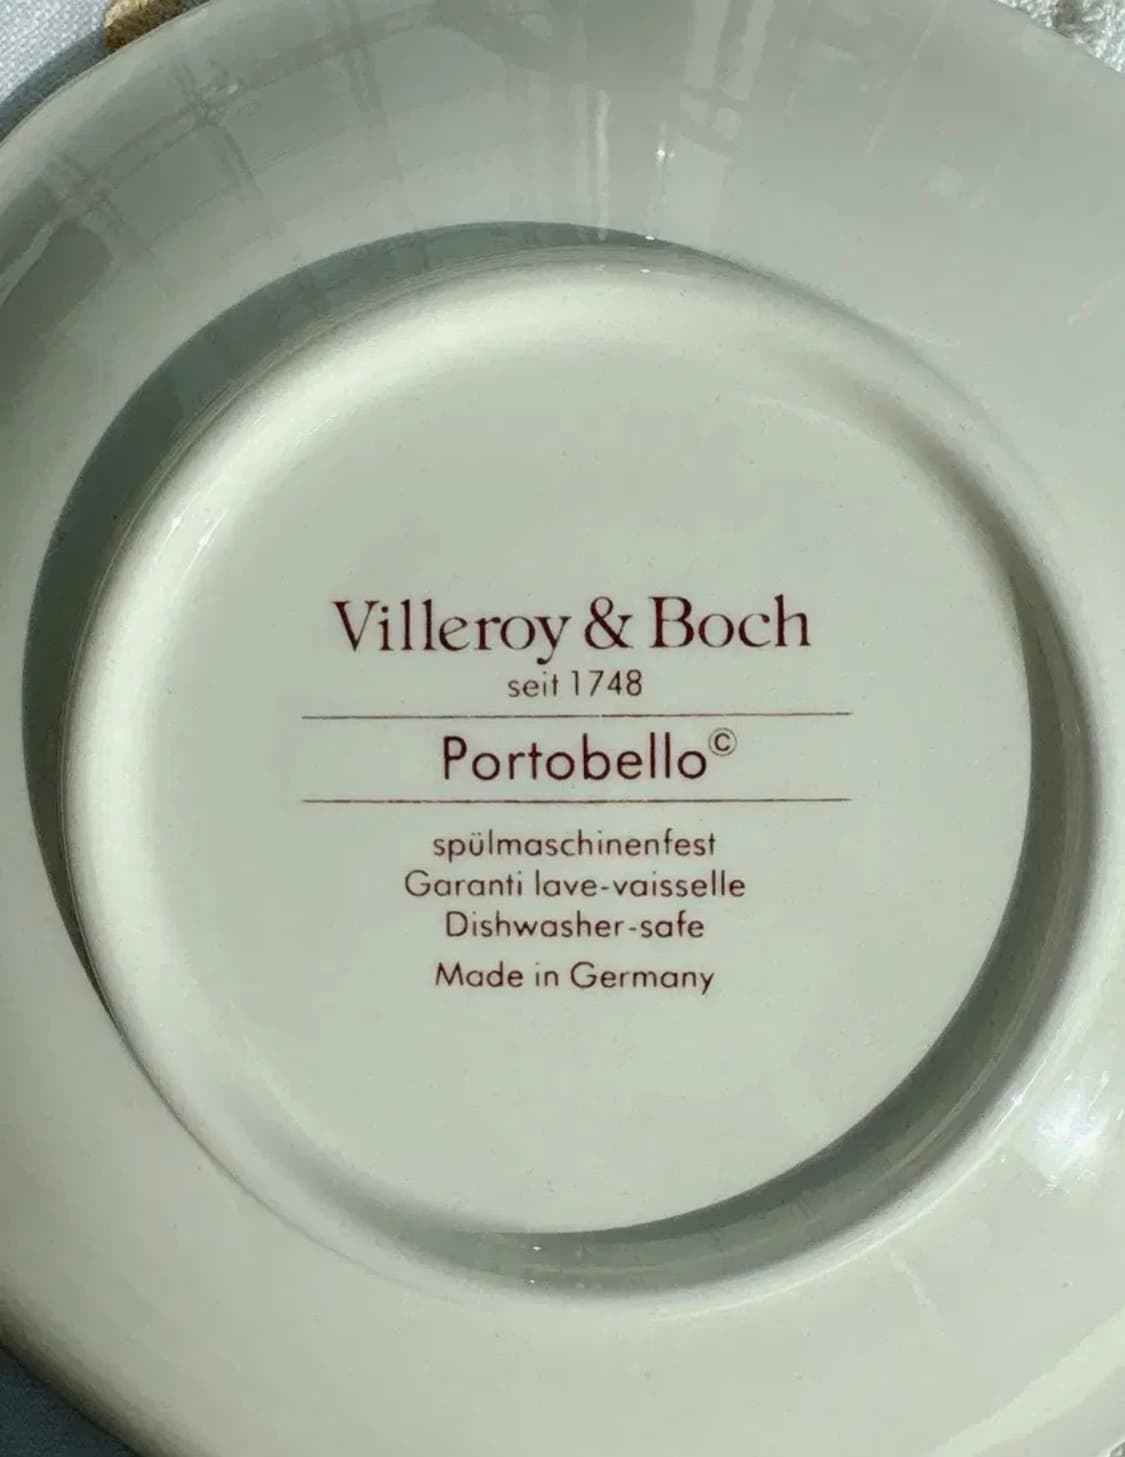 Villeroy & Boch
seit 1748
Portobello©
spülmaschinenfest
Garanti lave-vaisselle
Dishwasher-safe
Made in Germany